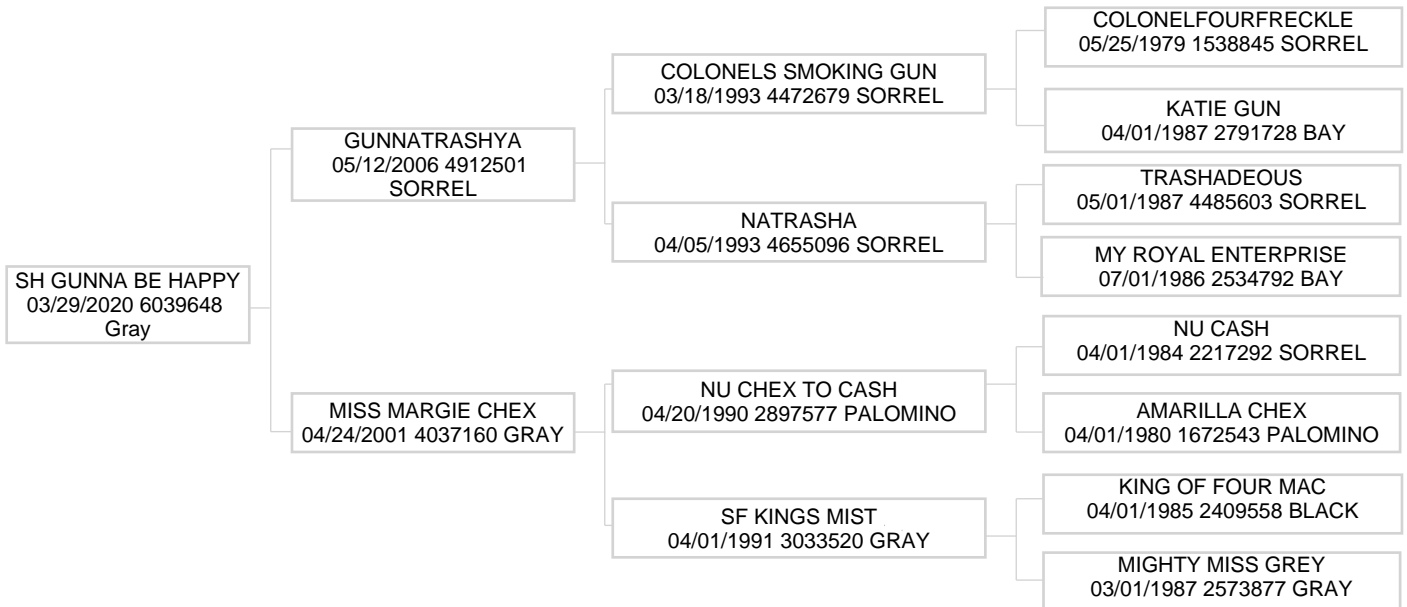 SH GUNNA BE HAPPY
03/29/2020 6039648
Gray
GUNNATRASHYA
05/12/2006 4912501
SORREL
MISS MARGIE CHEX
04/24/2001 4037160 GRAY
COLONELS SMOKING GUN
03/18/1993 4472679 SORREL
NATRASHA
04/05/1993 4655096 SORREL
NU CHEX TO CASH
04/20/1990 2897577 PALOMINO
SF KINGS MIST
04/01/1991 3033520 GRAY
COLONELFOURFRECKLE
05/25/1979 1538845 SORREL
KATIE GUN
04/01/1987 2791728 BAY
TRASHADEOUS
05/01/1987 4485603 SORREL
MY ROYAL ENTERPRISE
07/01/1986 2534792 BAY
NU CASH
04/01/1984 2217292 SORREL
AMARILLA CHEX
04/01/1980 1672543 PALOMINO
KING OF FOUR MAC
04/01/1985 2409558 BLACK
MIGHTY MISS GREY
03/01/1987 2573877 GRAY